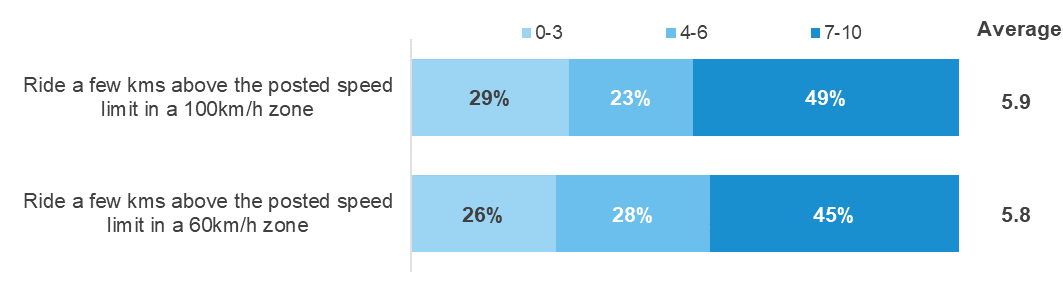 0-3 4-6 7-10 Average
Ride a few kms above the posted speed
limit in a 100km/h zone
29% 23% 49% 5.9
Ride a few kms above the posted speed
limit in a 60km/h zone
26% 28% 45% 5.8